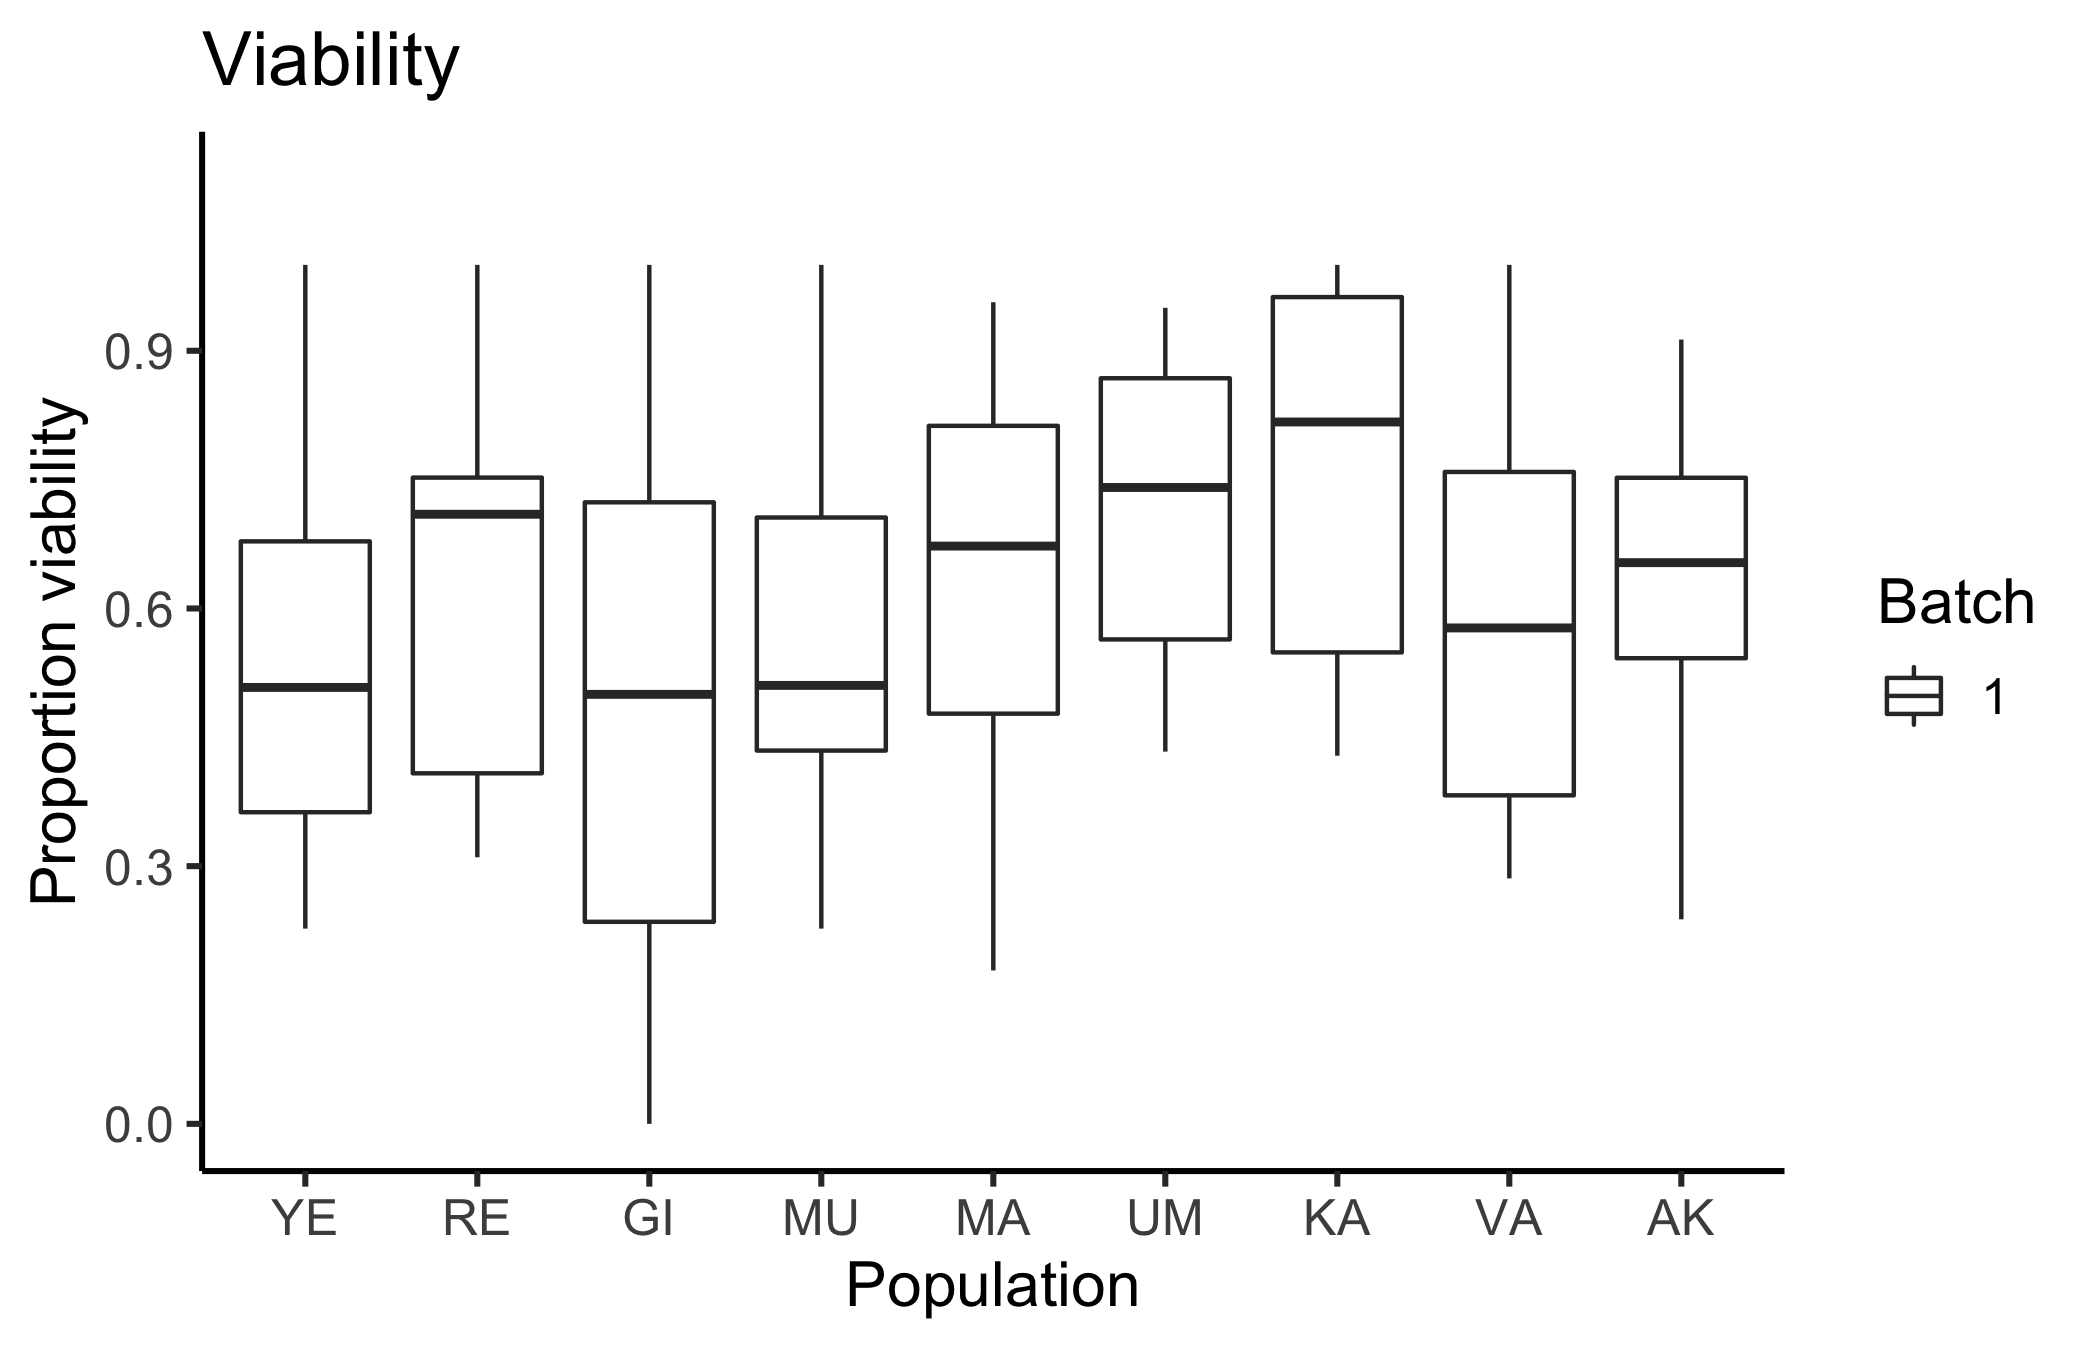 Viability
Proportion viability
0.9
0.6
0.3
0.0
YE RE GI MU MA UM KA VA AK
Population
Batch
1